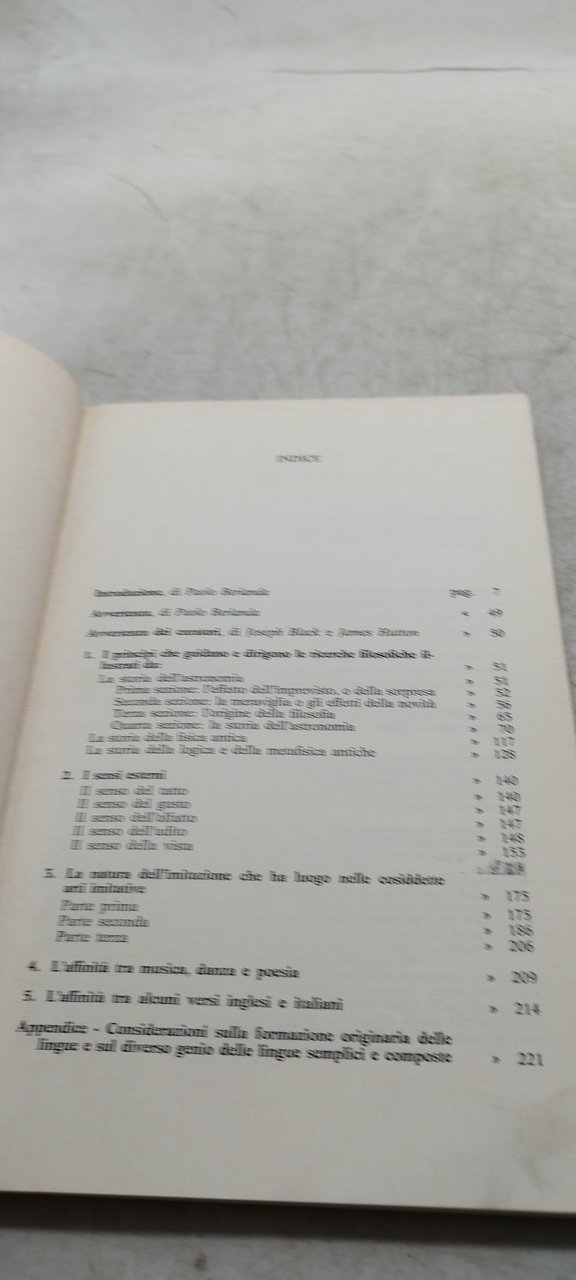 INDICE
Introduzione, di Paolo Berlanda pag. 7
Avvertenza, di Paolo Berlanda « 49
Avvertenza dei curatori, di Joseph Black e James Hutton » 50
1. I principi che guidano e dirigono le ricerche filosofiche il-
lustrati da: » 51
La storia dell'astronomia » 51
Prima sezione: l'effetto dell'improvviso, o della sorpresa » 52
Seconda sezione: la meraviglia o gli effetti della novità » 56
Terza sezione: l'origine della filosofia » 65
Quarta sezione: la storia dell'astronomia » 70
La storia della fisica antica » 117
La storia della logica e della metafisica antiche » 128
2. I sensi esterni » 140
Il senso del tatto » 140
Il senso del gusto » 147
Il senso dell'olfatto » 147
Il senso dell'udito » 148
Il senso della vista » 153
3. La natura dell'imitazione che ha luogo nelle cosiddette
arti imitative » 175
Parte prima » 175
Parte seconda » 186
Parte terza » 206
4. L'affinità tra musica, danza e poesia » 209
5. L'affinità tra alcuni versi inglesi e italiani » 214
Appendice - Considerazioni sulla formazione originaria delle
lingue e sul diverso genio delle lingue semplici e composte » 221